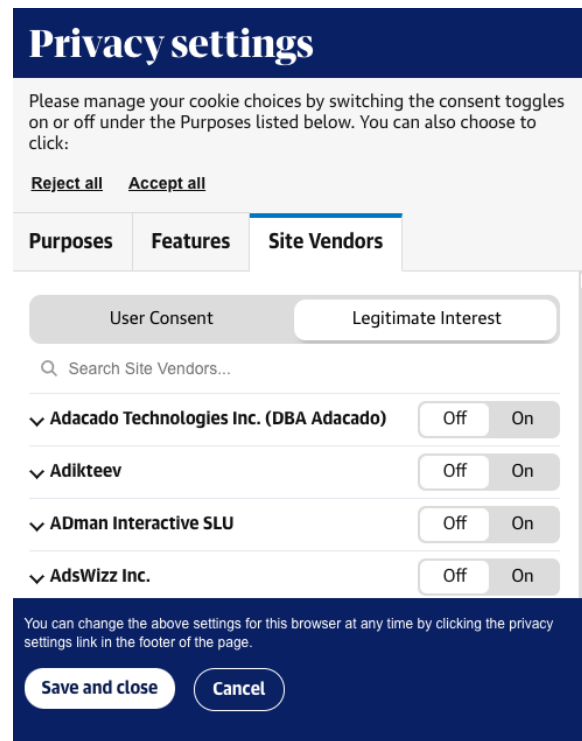 Privacy settings
Please manage your cookie choices by switching the consent toggles
on or off under the Purposes listed below. You can also choose to
click:
Reject all Accept all
Purposes Features Site Vendors
User Consent Legitimate Interest
Search Site Vendors...
Adacado Technologies Inc. (DBA Adacado) Off On
Adikteev Off On
ADman Interactive SLU Off On
AdsWizz Inc. Off On
You can change the above settings for this browser at any time by clicking the privacy
settings link in the footer of the page.
Save and close Cancel